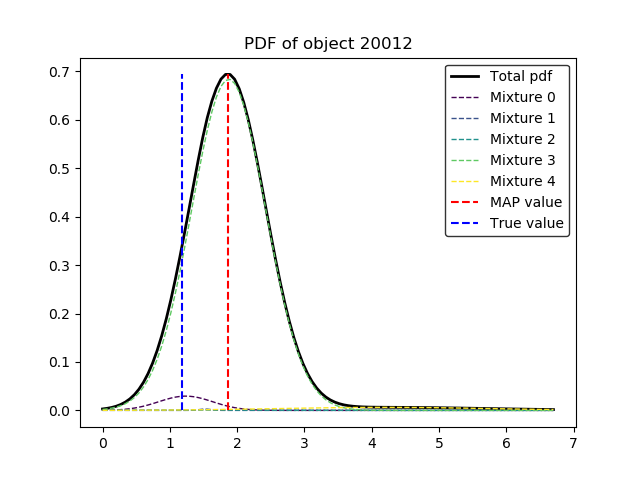 PDF of object 20012
Total pdf
Mixture 0
Mixture 1
Mixture 2
Mixture 3
Mixture 4
MAP value
True value
0.7
0.6
0.5
0.4
0.3
0.2
0.1
0.0
0 1 2 3 4 5 6 7